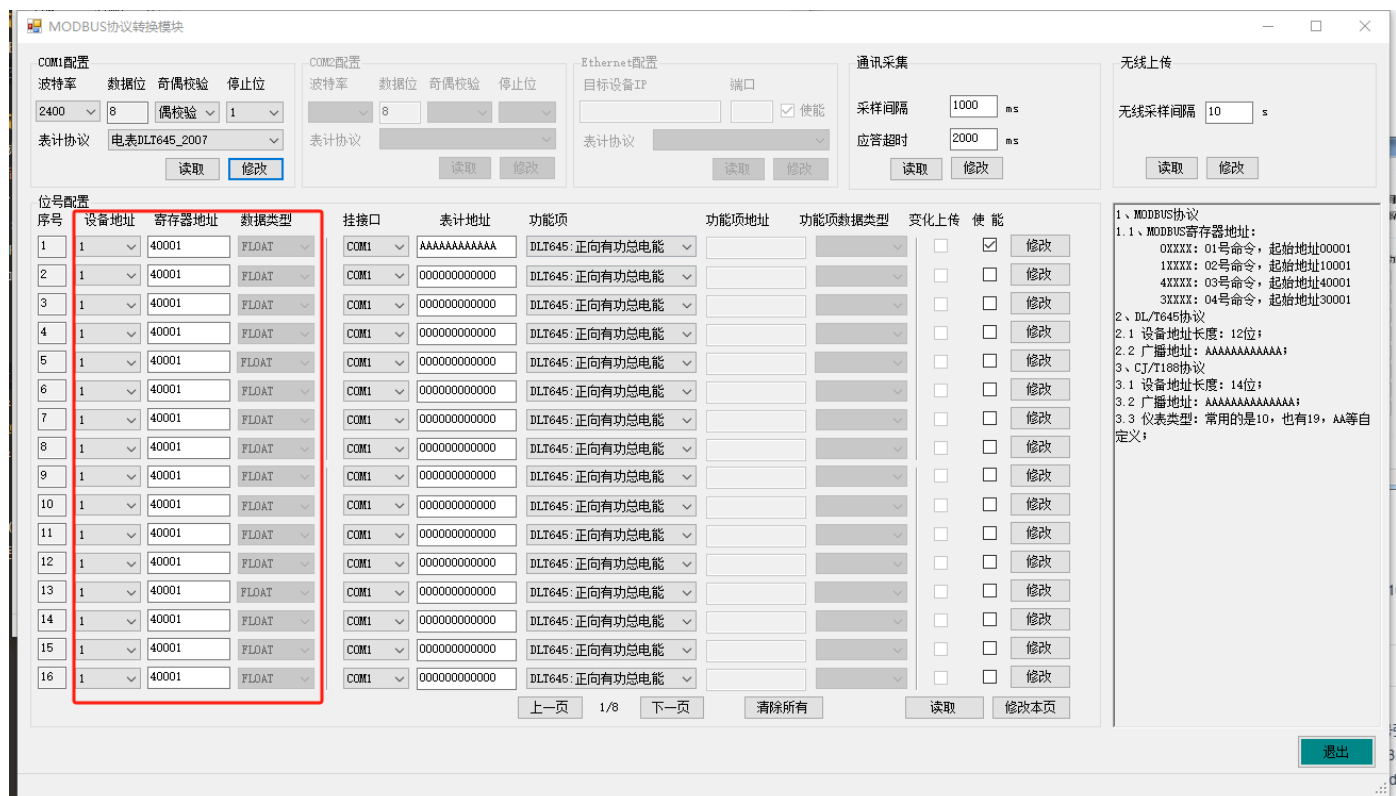 MODBUS协议转换模块
COM1配置 COM2配置 Ethernet配置 通讯采集 无线上传
波特率 数据位 奇偶校验 停止位 波特率 数据位 奇偶校验 停止位 目标设备IP 端口
2400 8 偶校验 1 8 使能 采样间隔 1000 ms 无线采样间隔 10 s
表计协议 电表DLT645_2007 表计协议 表计协议 应答超时 2000 ms
读取 修改 读取 修改 读取 修改 读取 修改 读取 修改
位号配置
序号 设备地址 寄存器地址 数据类型 挂接口 表计地址 功能项 功能项地址 功能项数据类型 变化上传 使 能
1 1 40001 FLOAT COM1 AAAAAAAAAAAA DLT645:正向有功总电能 修改
2 1 40001 FLOAT COM1 000000000000 DLT645:正向有功总电能 修改
3 1 40001 FLOAT COM1 000000000000 DLT645:正向有功总电能 修改
4 1 40001 FLOAT COM1 000000000000 DLT645:正向有功总电能 修改
5 1 40001 FLOAT COM1 000000000000 DLT645:正向有功总电能 修改
6 1 40001 FLOAT COM1 000000000000 DLT645:正向有功总电能 修改
7 1 40001 FLOAT COM1 000000000000 DLT645:正向有功总电能 修改
8 1 40001 FLOAT COM1 000000000000 DLT645:正向有功总电能 修改
9 1 40001 FLOAT COM1 000000000000 DLT645:正向有功总电能 修改
10 1 40001 FLOAT COM1 000000000000 DLT645:正向有功总电能 修改
11 1 40001 FLOAT COM1 000000000000 DLT645:正向有功总电能 修改
12 1 40001 FLOAT COM1 000000000000 DLT645:正向有功总电能 修改
13 1 40001 FLOAT COM1 000000000000 DLT645:正向有功总电能 修改
14 1 40001 FLOAT COM1 000000000000 DLT645:正向有功总电能 修改
15 1 40001 FLOAT COM1 000000000000 DLT645:正向有功总电能 修改
16 1 40001 FLOAT COM1 000000000000 DLT645:正向有功总电能 修改
上一页 1/8 下一页 清除所有 读取 修改本页
1、MODBUS协议
1.1、MODBUS寄存器地址:
0XXXX: 01号命令，起始地址00001
1XXXX: 02号命令，起始地址10001
4XXXX: 03号命令，起始地址40001
3XXXX: 04号命令，起始地址30001
2、DL/T645协议
2.1 设备地址长度: 12位;
2.2 广播地址: AAAAAAAAAAAA;
3、CJ/T188协议
3.1 设备地址长度: 14位;
3.2 广播地址: AAAAAAAAAAAAAA;
3.3 仪表类型: 常用的是10，也有19，AA等自
定义;
退出